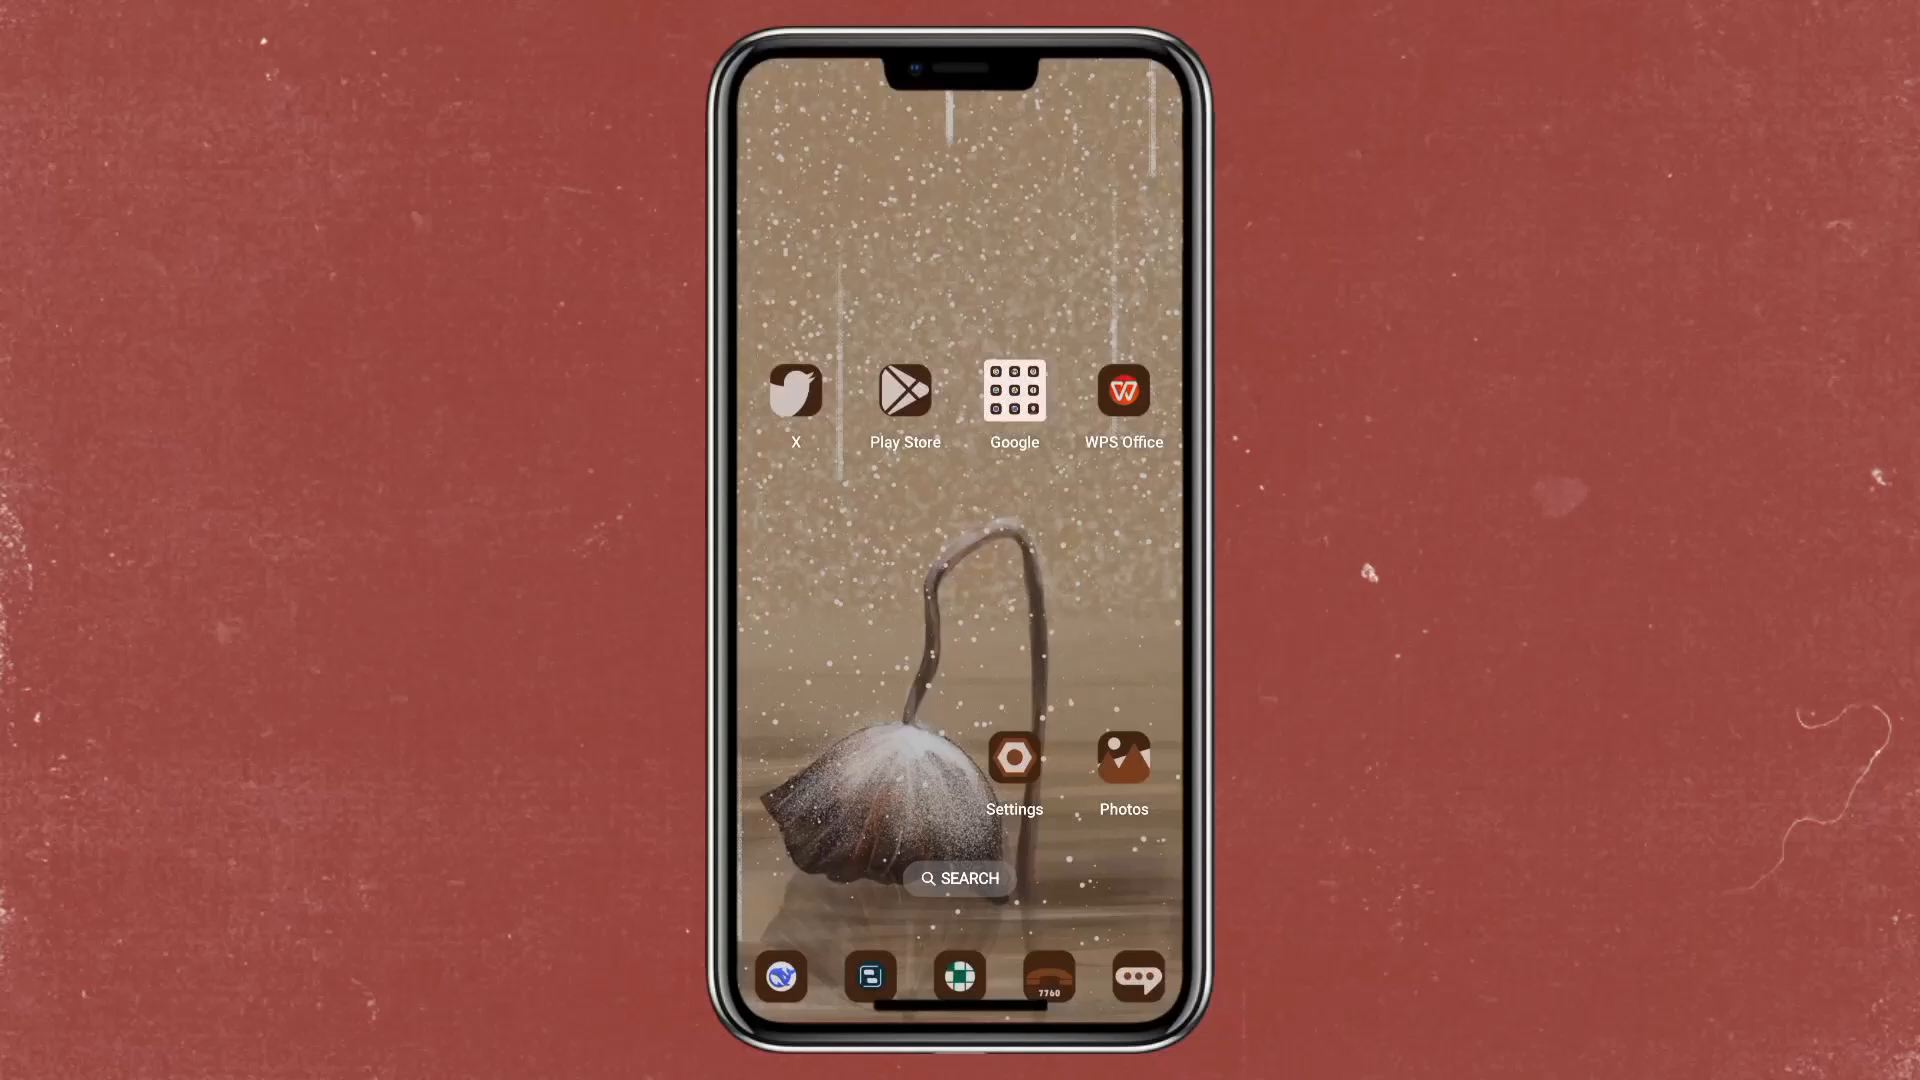 X
Play Store
Google
WPS Office
Settings
Photos
SEARCH
7760